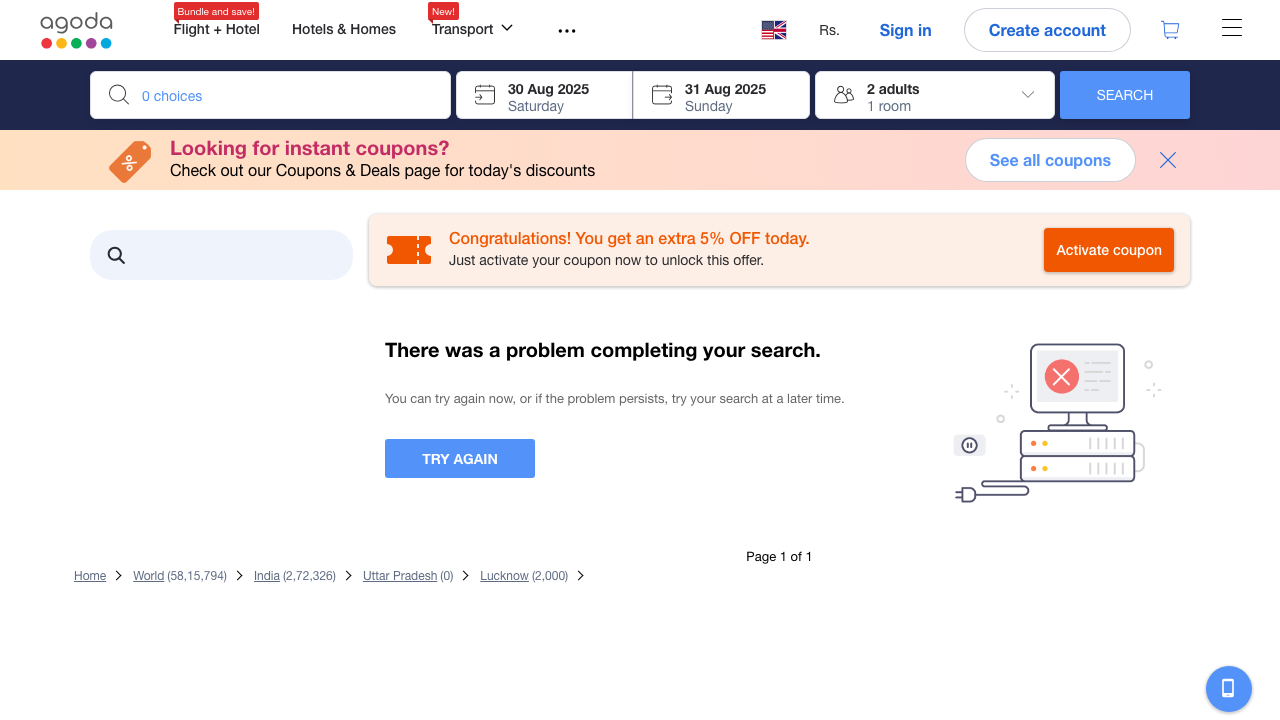 agoda
Bundle and save!
Flight + Hotel
Hotels & Homes
New!
Transport
Rs.
Sign in
Create account
0 choices
30 Aug 2025
Saturday
31 Aug 2025
Sunday
2 adults
1 room
SEARCH
Looking for instant coupons?
Check out our Coupons & Deals page for today's discounts
See all coupons
Congratulations! You get an extra 5% OFF today.
Just activate your coupon now to unlock this offer.
Activate coupon
There was a problem completing your search.
You can try again now, or if the problem persists, try your search at a later time.
TRY AGAIN
Page 1 of 1
Home World (58,15,794) India (2,72,326) Uttar Pradesh (0) Lucknow (2,000)